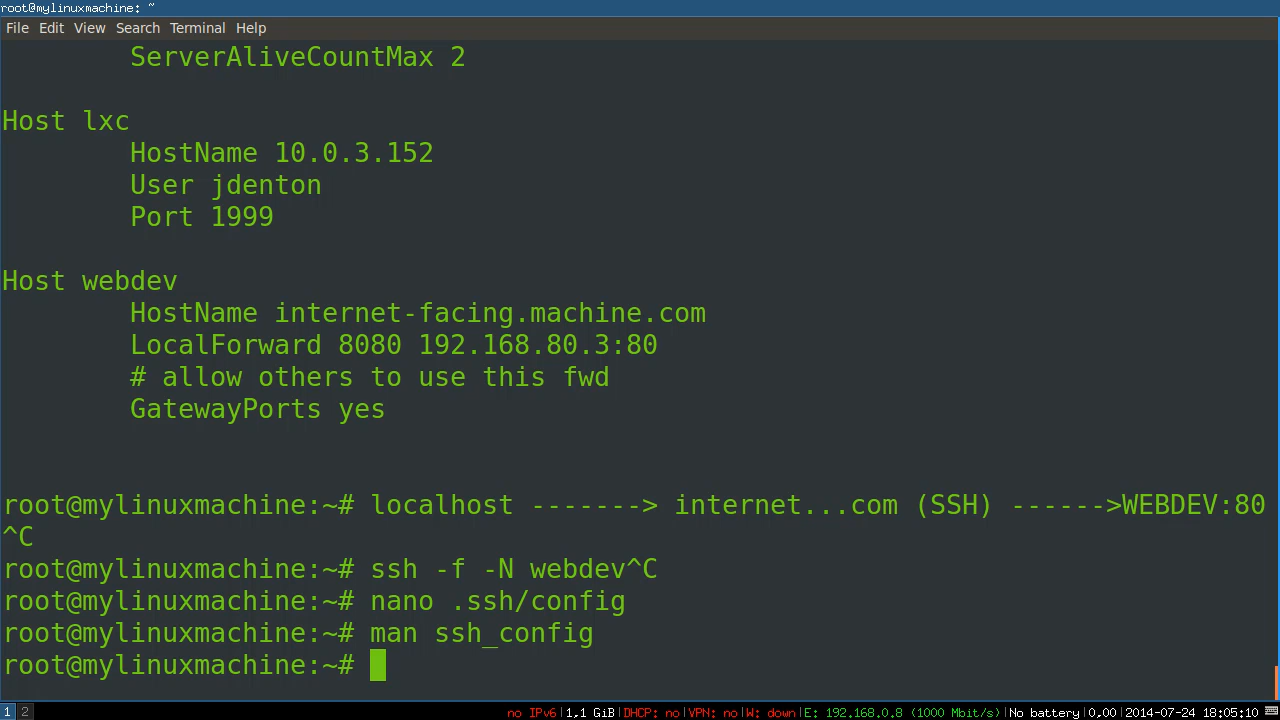 root@mylinuxmachine: ~
File Edit View Search Terminal Help
ServerAliveCountMax 2
Host lxc
HostName 10.0.3.152
User jdenton
Port 1999
Host webdev
HostName internet-facing.machine.com
LocalForward 8080 192.168.80.3:80
# allow others to use this fwd
GatewayPorts yes
root@mylinuxmachine:~# localhost -------> internet...com (SSH) ------>WEBDEV:80
^C
root@mylinuxmachine:~# ssh -f -N webdev^C
root@mylinuxmachine:~# nano .ssh/config
root@mylinuxmachine:~# man ssh_config
root@mylinuxmachine:~#
1 2 no IPv6|1,1 GiB|DHCP: no|VPN: no|W: down|E: 192.168.0.8 (1000 Mbit/s)|No battery|0.00|2014-07-24 18:05:10